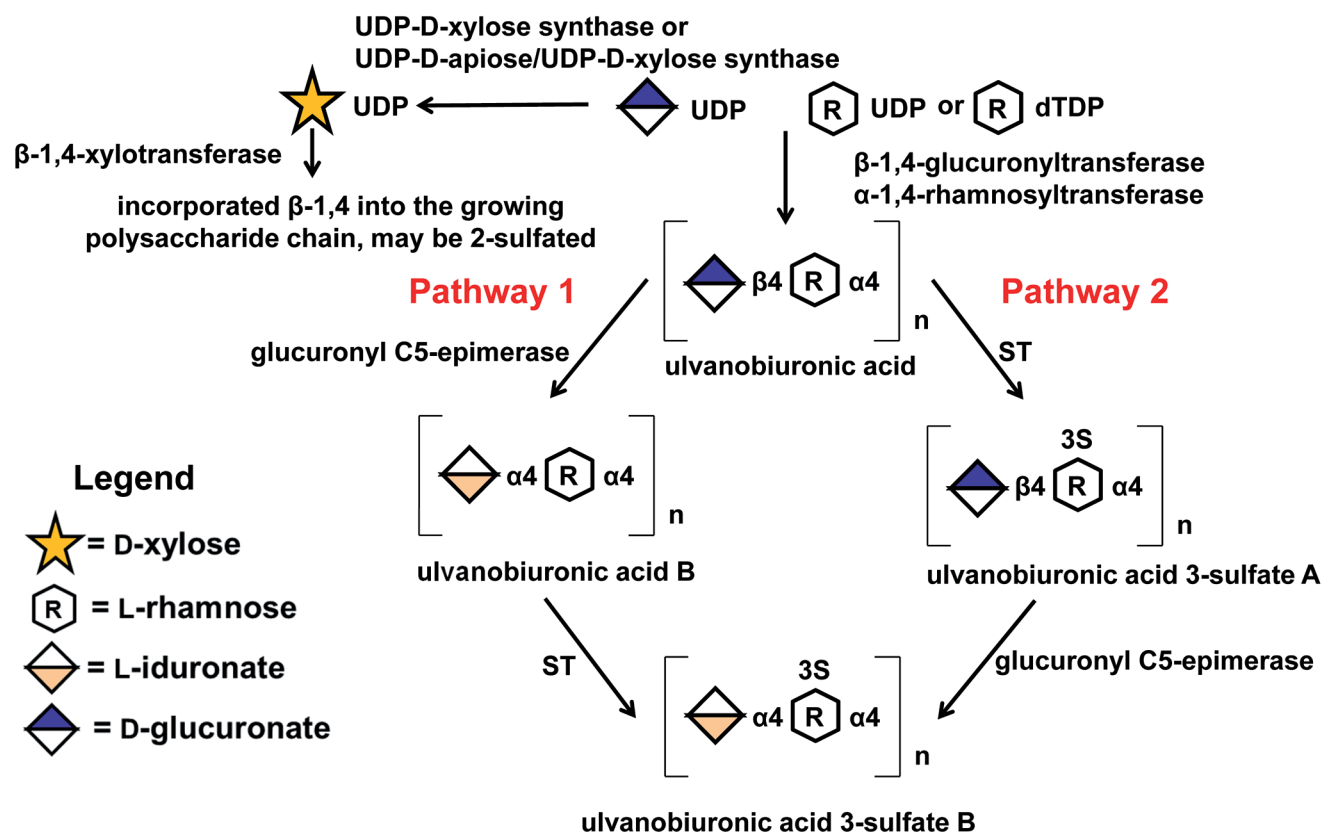 UDP-D-xylose synthase or
UDP-D-apiose/UDP-D-xylose synthase
UDP
UDP
R UDP or R dTDP
β-1,4-xylotransferase
β-1,4-glucuronyltransferase
α-1,4-rhamnosyltransferase
incorporated β-1,4 into the growing
polysaccharide chain, may be 2-sulfated
Pathway 1
β4 R α4
n
Pathway 2
glucuronyl C5-epimerase
ulvanobiuronic acid
ST
α4 R α4
n
3S
β4 R α4
n
ulvanobiuronic acid B
ulvanobiuronic acid 3-sulfate A
Legend
= D-xylose
R = L-rhamnose
= L-iduronate
= D-glucuronate
ST
glucuronyl C5-epimerase
3S
α4 R α4
n
ulvanobiuronic acid 3-sulfate B